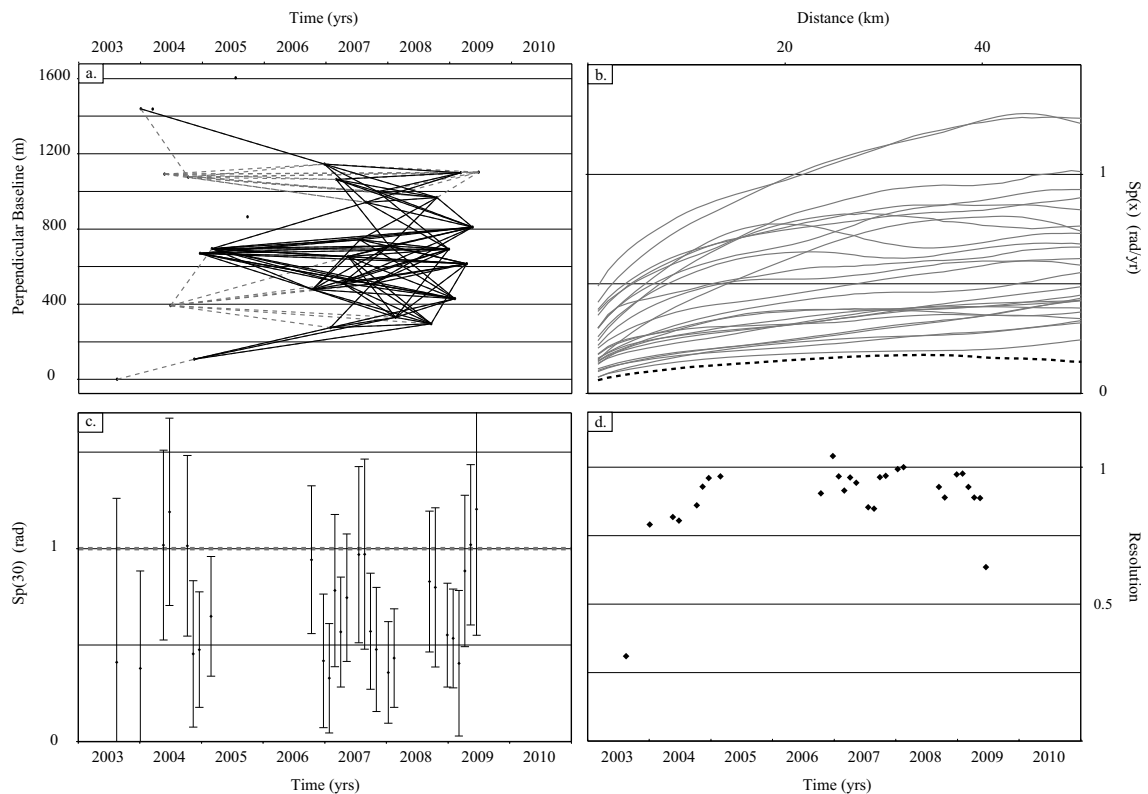 Time (yrs)
2003 2004 2005 2006 2007 2008 2009 2010
a.
Perpendicular Baseline (m)
1600
1200
800
400
0
Distance (km)
20 40
b.
Sp(x) (rad/yr)
1
0
c.
Sp(30) (rad)
1
0
2003 2004 2005 2006 2007 2008 2009 2010
Time (yrs)
d.
Resolution
1
0.5
2003 2004 2005 2006 2007 2008 2009 2010
Time (yrs)